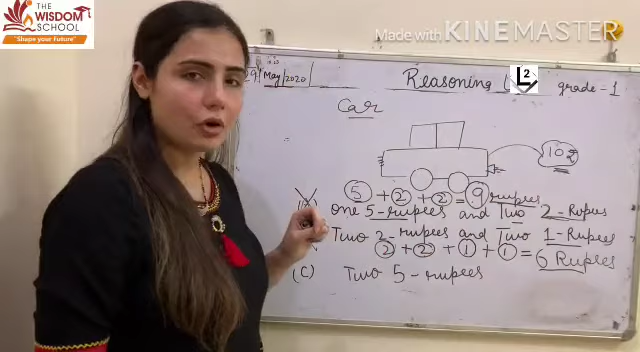 THE
WISDOM
SCHOOL
"Shape your Future"
Made with KINEMASTER
May 2020
Reasoning L2 grade-1
Car
10₹
5 + 2 + 2 = 9 rupees
one 5-rupees and Two 2-Rupees
Two 2-rupees and Two 1-Rupees
2 + 2 + 1 + 1 = 6 Rupees
(C) Two 5-rupees